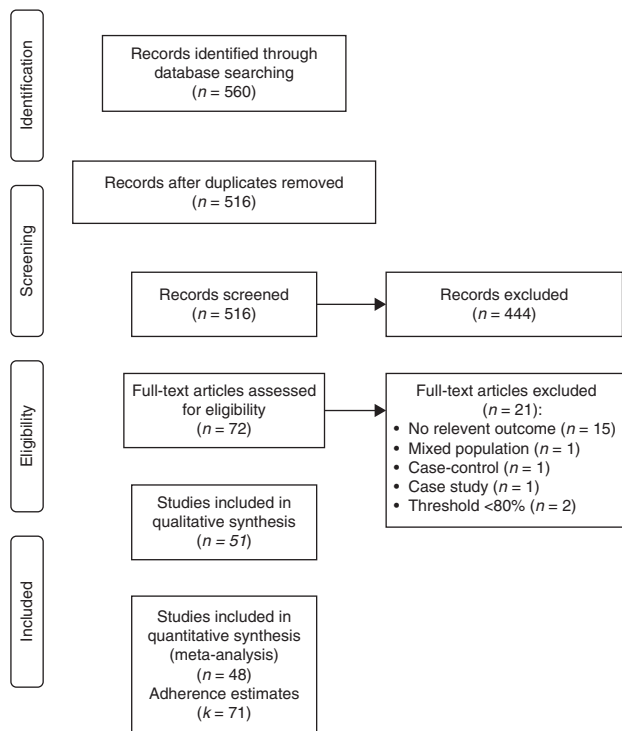 Identification
Records identified through
database searching
(n = 560)
Records after duplicates removed
(n = 516)
Screening
Records screened
(n = 516)
Records excluded
(n = 444)
Eligibility
Full-text articles assessed
for eligibility
(n = 72)
Full-text articles excluded
(n = 21):
• No relevent outcome (n = 15)
• Mixed population (n = 1)
• Case-control (n = 1)
• Case study (n = 1)
• Threshold <80% (n = 2)
Studies included in
qualitative synthesis
(n = 51)
Included
Studies included in
quantitative synthesis
(meta-analysis)
(n = 48)
Adherence estimates
(k = 71)